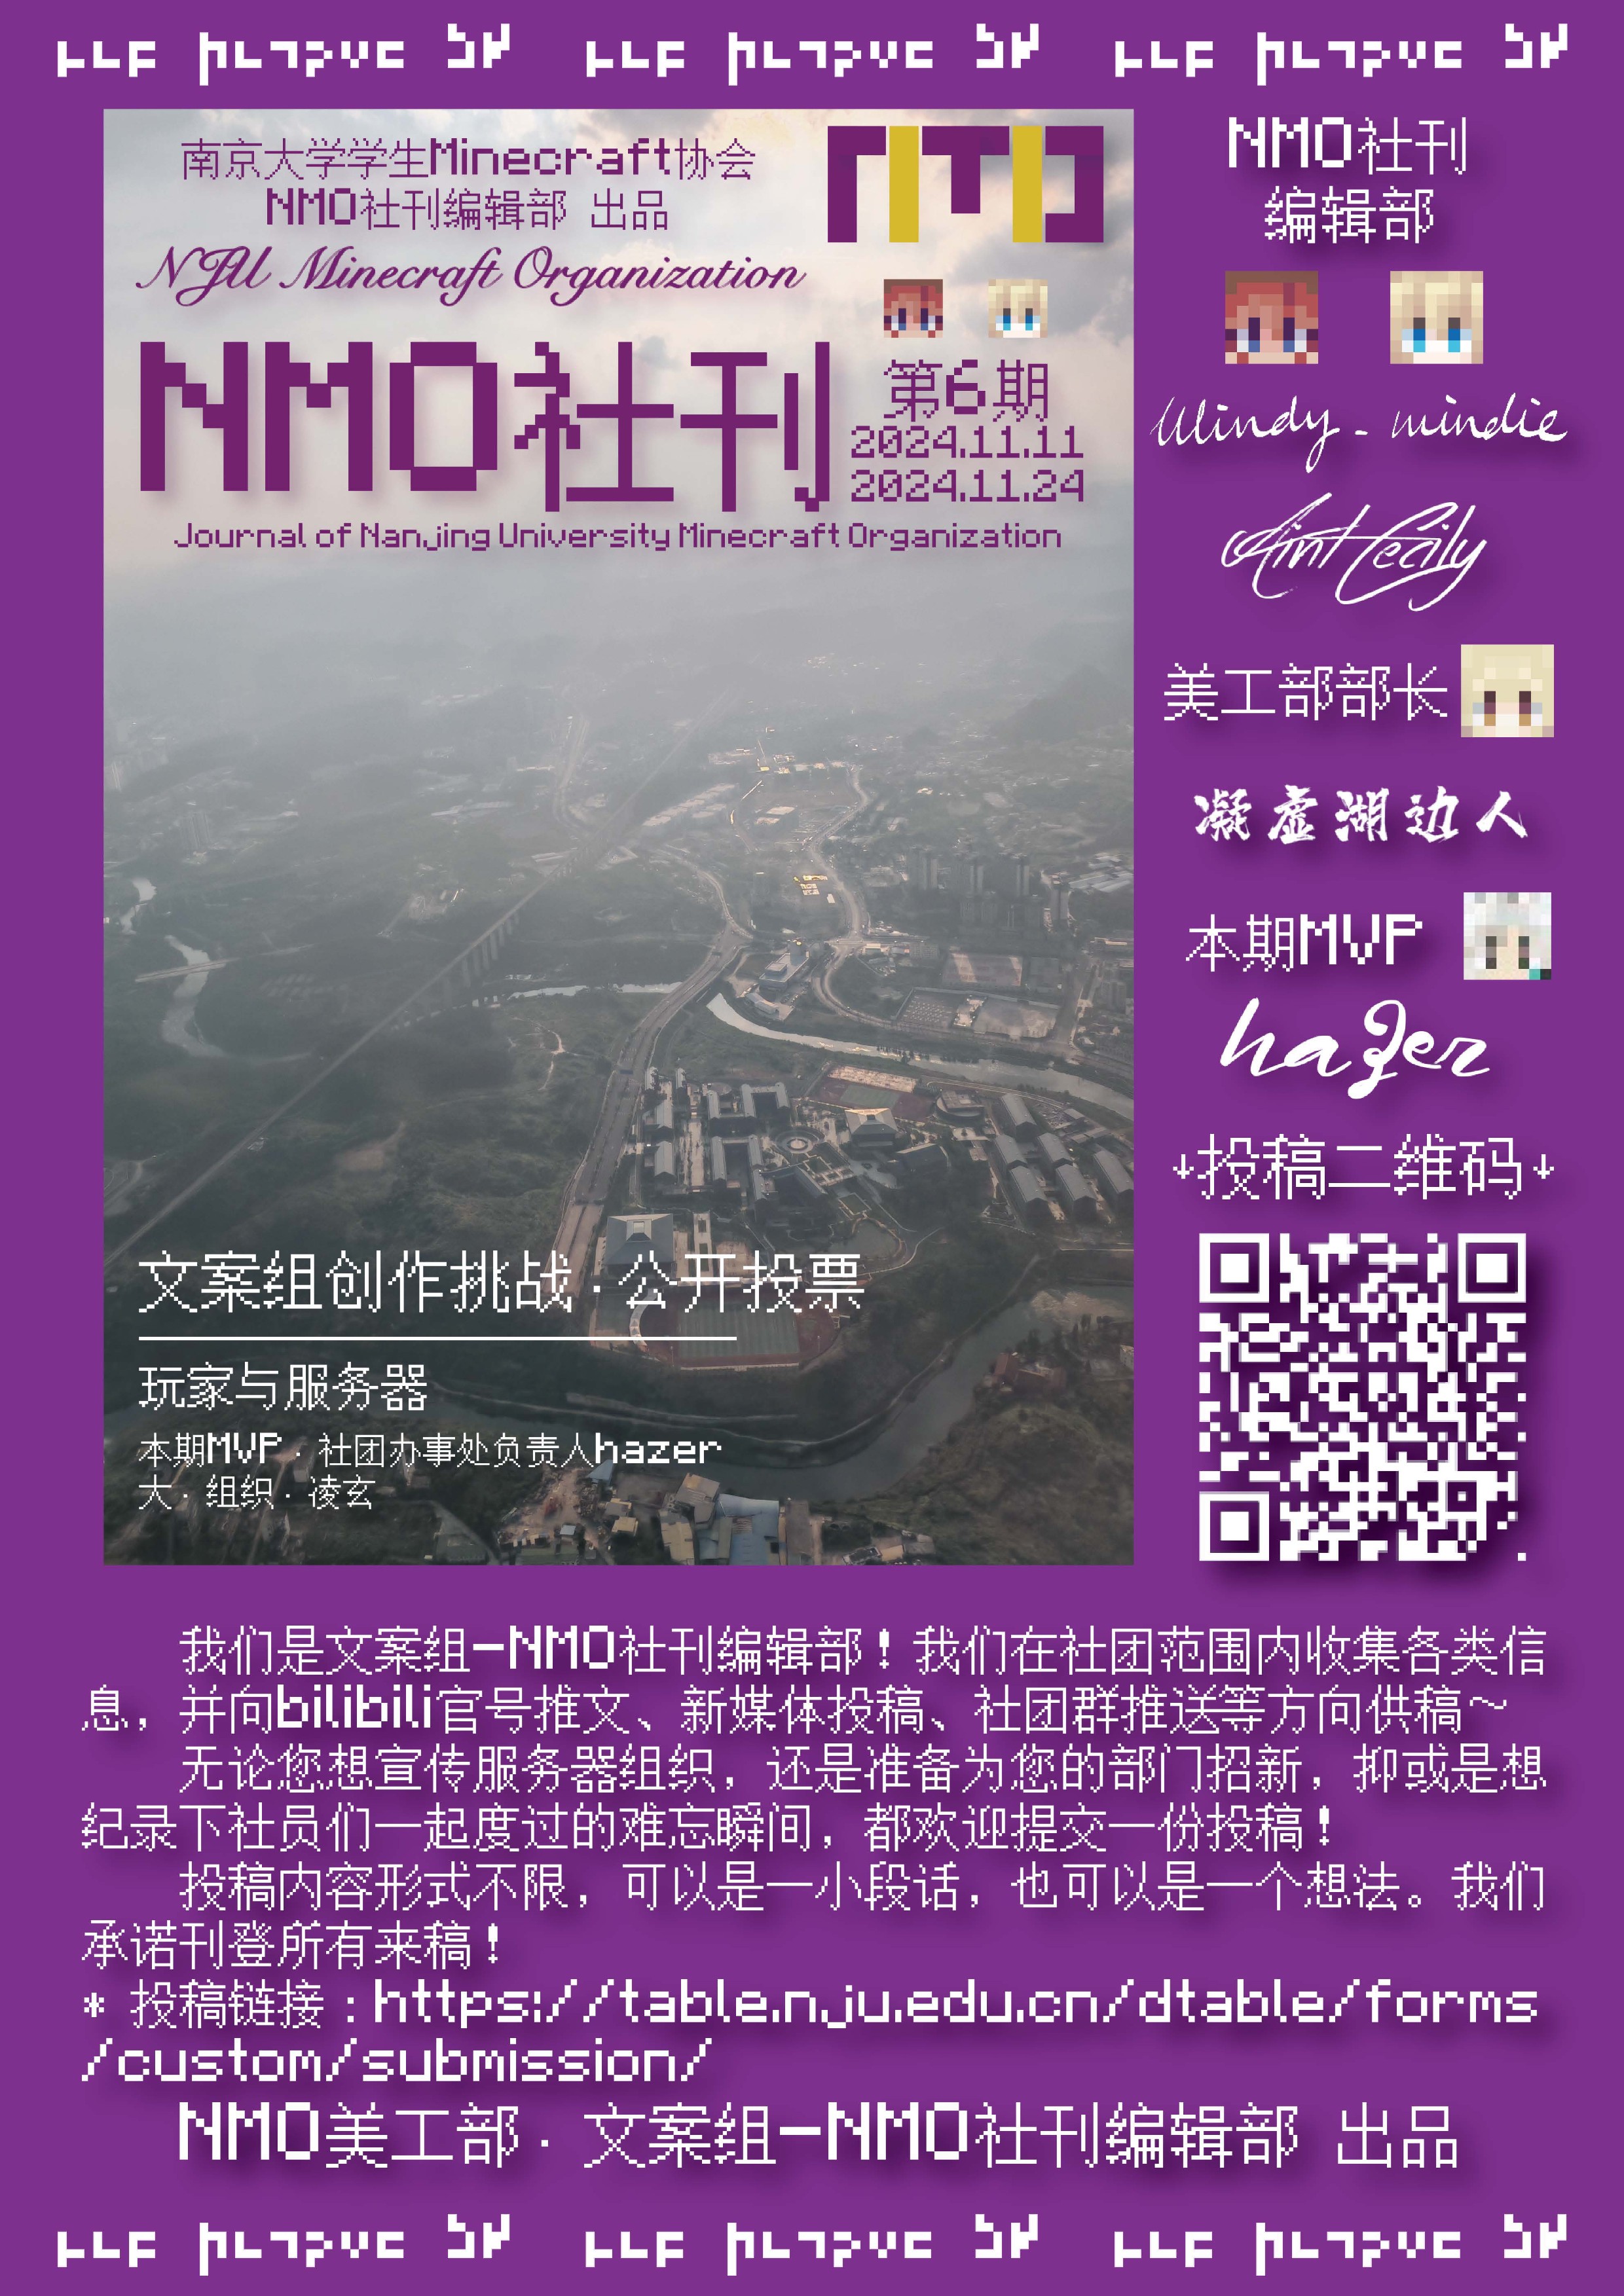 南京大学学生Minecraft协会
NMO社刊编辑部 出品
NJU Minecraft Organization
NMO
NMO社刊
第6期
2024.11.11
2024.11.24
Journal of Nanjing University Minecraft Organization
文案组创作挑战·公开投票
玩家与服务器
本期MVP·社团办事处负责人hazer
大·组织·凌玄
NMO社刊
编辑部
Windy_mindie
AintCecily
美工部部长
凝虚湖边人
本期MVP
hazer
↓投稿二维码↓
我们是文案组-NMO社刊编辑部！我们在社团范围内收集各类信
息，并向bilibili官号推文、新媒体投稿、社团群推送等方向供稿～
无论您想宣传服务器组织，还是准备为您的部门招新，抑或是想
纪录下社员们一起度过的难忘瞬间，都欢迎提交一份投稿！
投稿内容形式不限，可以是一小段话，也可以是一个想法。我们
承诺刊登所有来稿！
* 投稿链接：https://table.nju.edu.cn/dtable/forms
/custom/submission/
NMO美工部·文案组-NMO社刊编辑部 出品